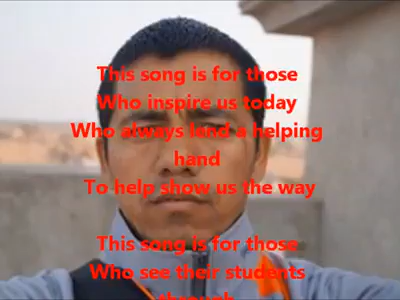 This song is for those
Who inspire us today
Who always lend a helping
hand
To help show us the way
This song is for those
Who see their students
through